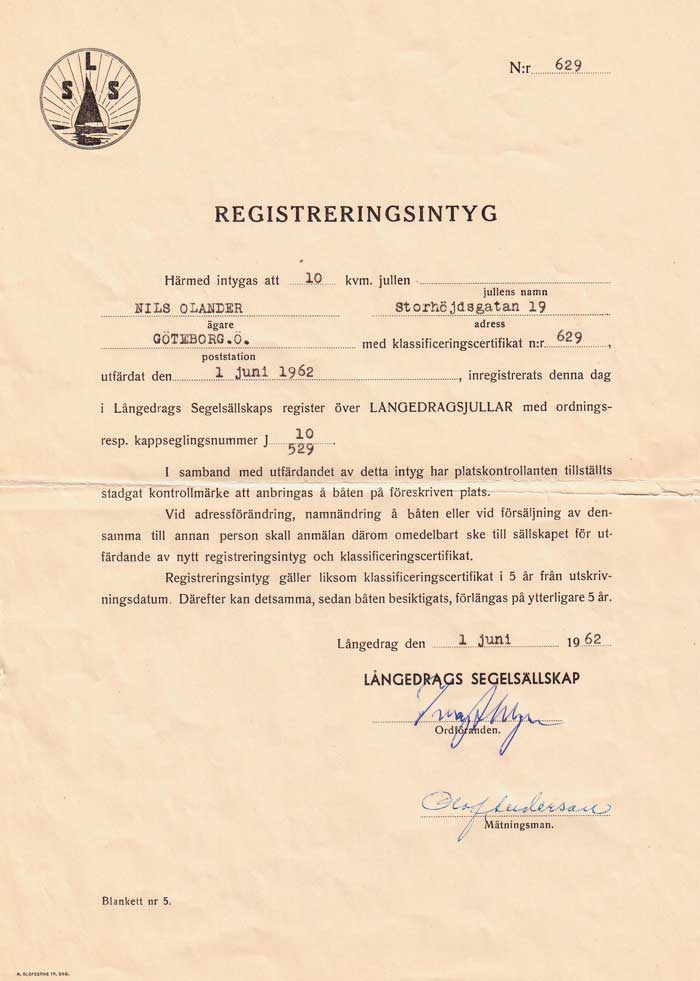 L
S S
N:r 629
REGISTRERINGSINTYG
Härmed intygas att 10 kvm. jullen
jullens namn
NILS OLANDER Storhöjdsgatan 19
ägare adress
GÖTEBORG.Ö. med klassificeringscertifikat n:r 629,
poststation
utfärdat den 1 juni 1962, inregistrerats denna dag
i Långedrags Segelsällskaps register över LÅNGEDRAGSJULLAR med ordnings-
resp. kappseglingsnummer J 10
529.
I samband med utfärdandet av detta intyg har platskontrollanten tillställts
stadgat kontrollmärke att anbringas å båten på föreskriven plats.
Vid adressförändring, namnändring å båten eller vid försäljning av den-
samma till annan person skall anmälan därom omedelbart ske till sällskapet för ut-
färdande av nytt registreringsintyg och klassificeringscertifikat.
Registreringsintyg gäller liksom klassificeringscertifikat i 5 år från utskriv-
ningsdatum. Därefter kan detsamma, sedan båten besiktigats, förlängas på ytterligare 5 år.
Långedrag den 1 juni 1962
LÅNGEDRAGS SEGELSÄLLSKAP
Ordföranden.
Olof Anderson
Mätningsman.
Blankett nr 5.